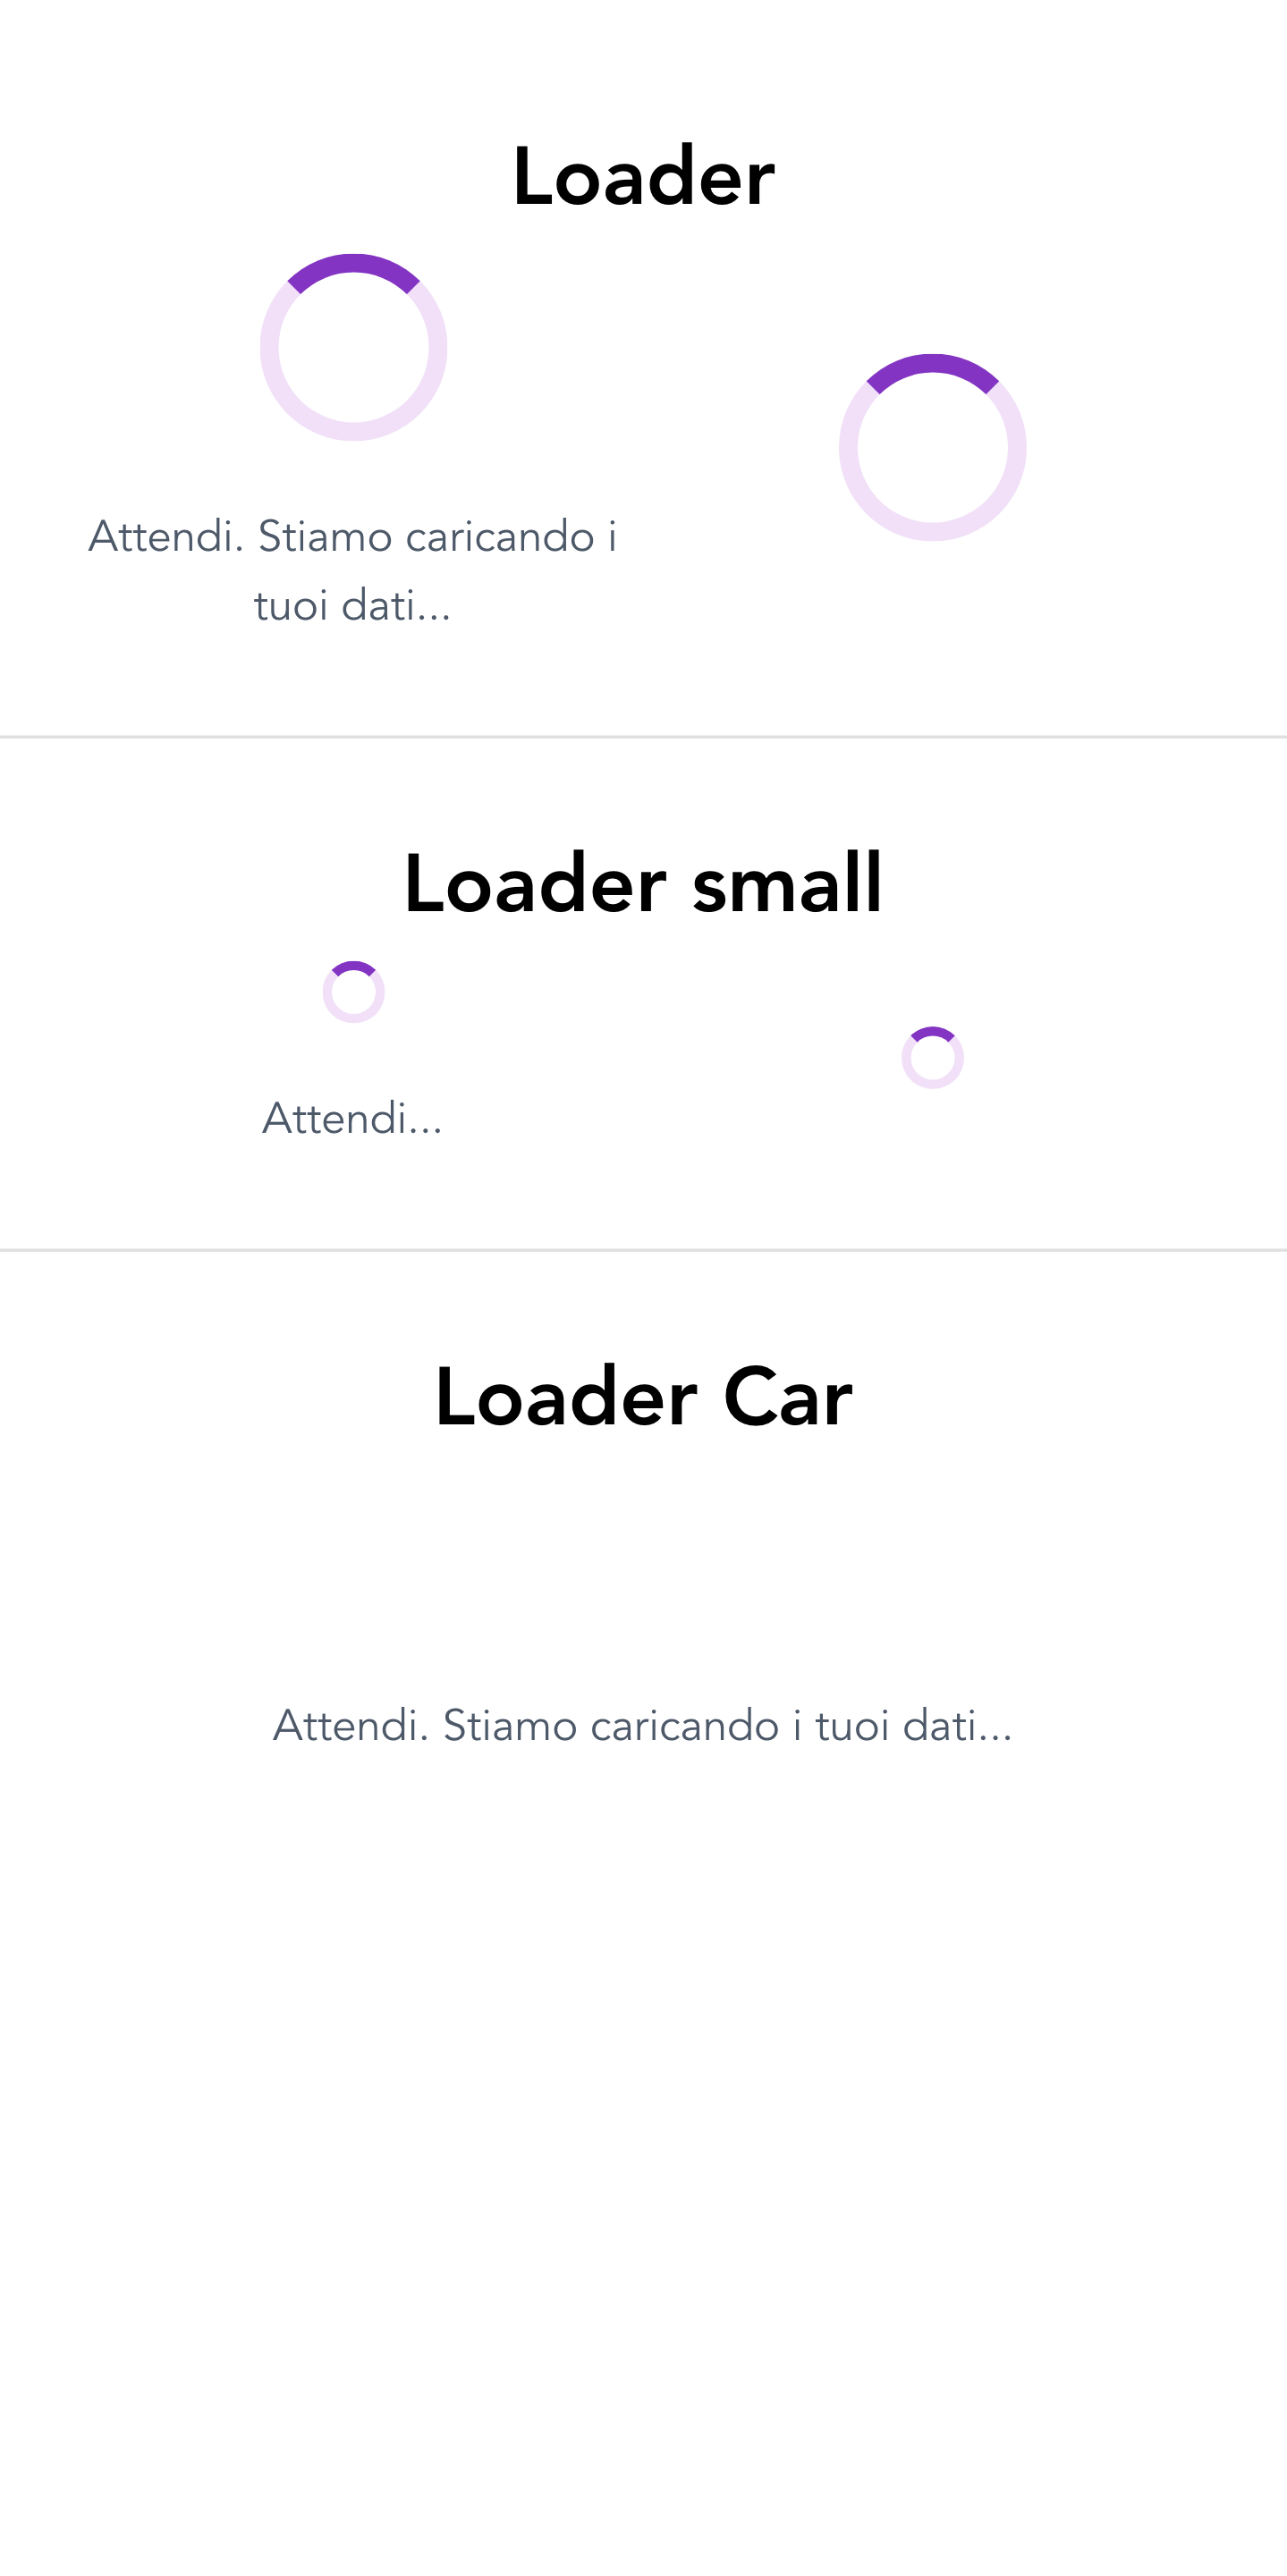 Loader
Attendi. Stiamo caricando i
tuoi dati...
Loader small
Attendi...
Loader Car
Attendi. Stiamo caricando i tuoi dati...